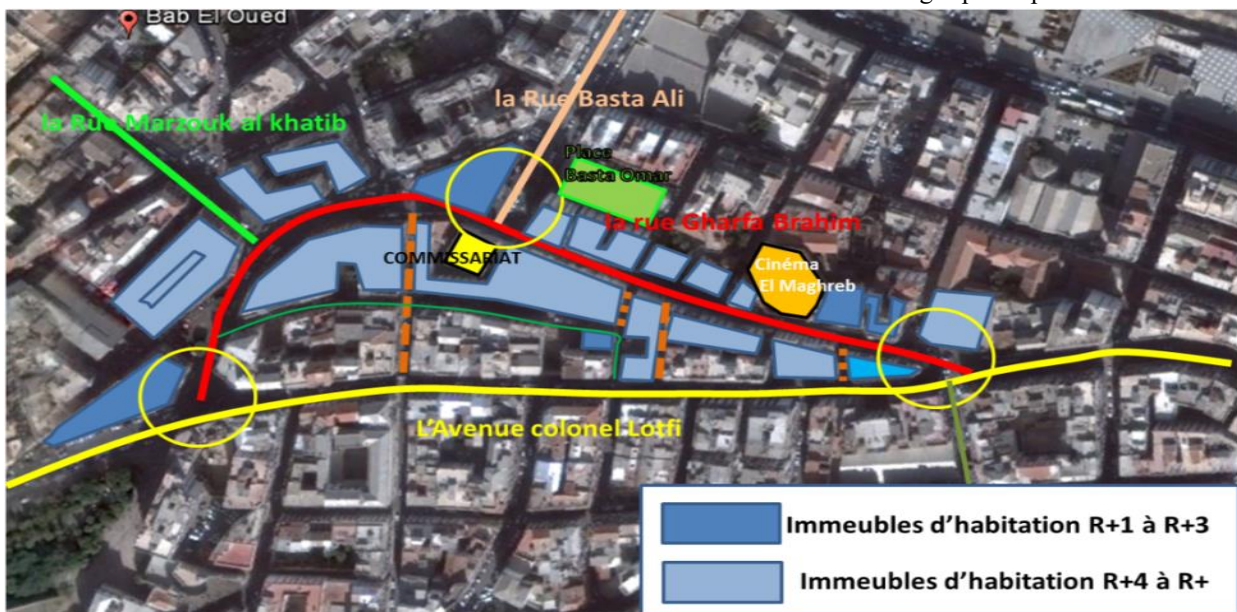 Bab El Oued
la Rue Basta Ali
la Rue Marzouk al khatib
Place
Basta Omar
la rue Gharfa Brahim
COMMISSARIAT
Cinéma
El Maghreb
L'Avenue colonel Lotfi
Immeubles d'habitation R+1 à R+3
Immeubles d'habitation R+4 à R+